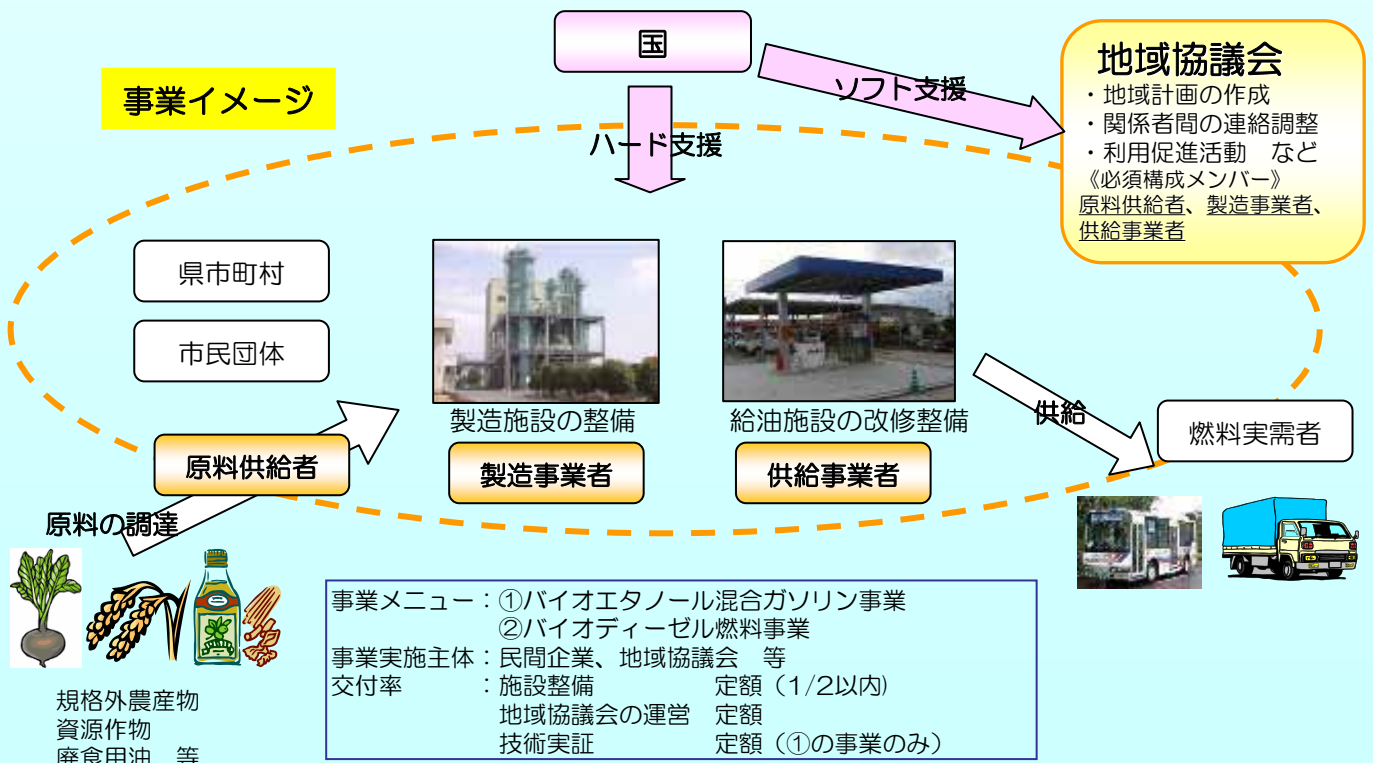 国
地域協議会
・地域計画の作成
・関係者間の連絡調整
・利用促進活動　など
《必須構成メンバー》
原料供給者、製造事業者、
供給事業者
ソフト支援
事業イメージ
ハード支援
県市町村
市民団体
製造施設の整備
給油施設の改修整備
供給
燃料実需者
原料供給者
製造事業者
供給事業者
原料の調達
規格外農産物
資源作物
廃食用油　等
事業メニュー：①バイオエタノール混合ガソリン事業
②バイオディーゼル燃料事業
事業実施主体：民間企業、地域協議会　等
交付率　　　：施設整備　　　　定額（1/2以内)
地域協議会の運営　定額
技術実証　　　　定額（①の事業のみ）